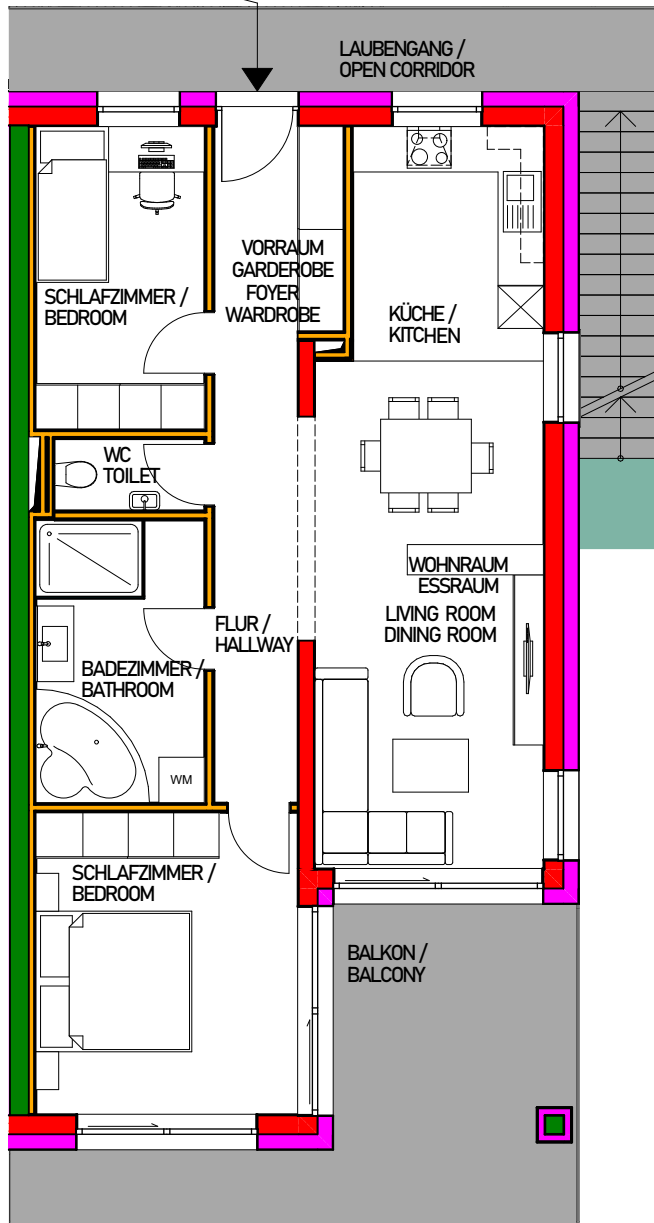 LAUBENGANG /
OPEN CORRIDOR
VORRAUM
GARDEROBE
FOYER
WARDROBE
SCHLAFZIMMER /
BEDROOM
KÜCHE /
KITCHEN
WC
TOILET
WOHNRAUM
ESSRAUM
LIVING ROOM
DINING ROOM
FLUR /
HALLWAY
BADEZIMMER /
BATHROOM
WM
SCHLAFZIMMER /
BEDROOM
BALKON /
BALCONY